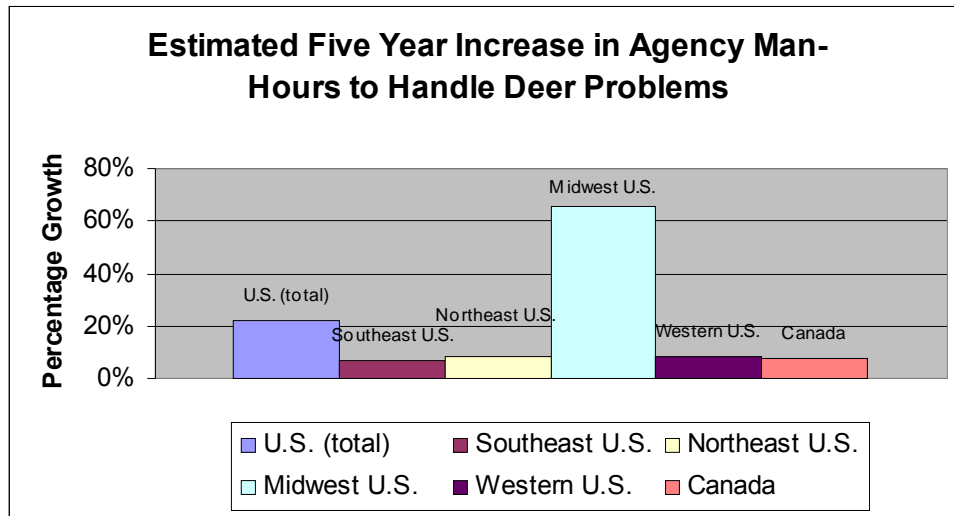 Estimated Five Year Increase in Agency Man-
Hours to Handle Deer Problems
Percentage Growth
80%
60%
40%
20%
0%
U.S. (total)
Southeast U.S.
Northeast U.S.
Midwest U.S.
Western U.S.
Canada
U.S. (total) Southeast U.S. Northeast U.S.
Midwest U.S. Western U.S. Canada